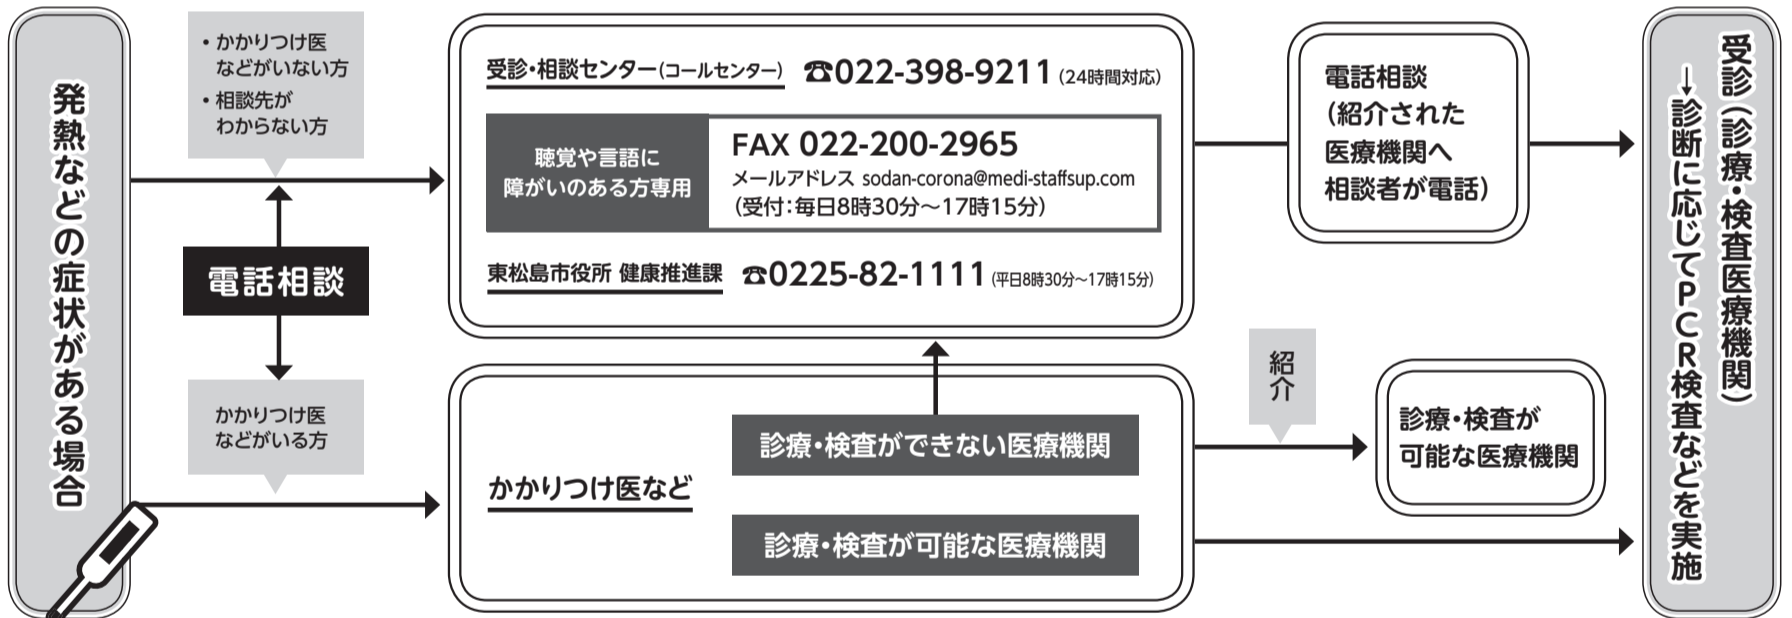 発熱などの症状がある場合
・かかりつけ医
などがいない方
・相談先が
わからない方
電話相談
かかりつけ医
などがいる方
受診・相談センター(コールセンター) ☎022-398-9211(24時間対応)
聴覚や言語に
障がいのある方専用
FAX 022-200-2965
メールアドレス sodan-corona@medi-staffsup.com
(受付:毎日8時30分～17時15分)
東松島市役所 健康推進課 ☎0225-82-1111(平日8時30分～17時15分)
かかりつけ医など
診療・検査ができない医療機関
診療・検査が可能な医療機関
電話相談
(紹介された
医療機関へ
相談者が電話)
紹介
診療・検査が
可能な医療機関
受診(診療・検査医療機関)
→診断に応じてPCR検査などを実施